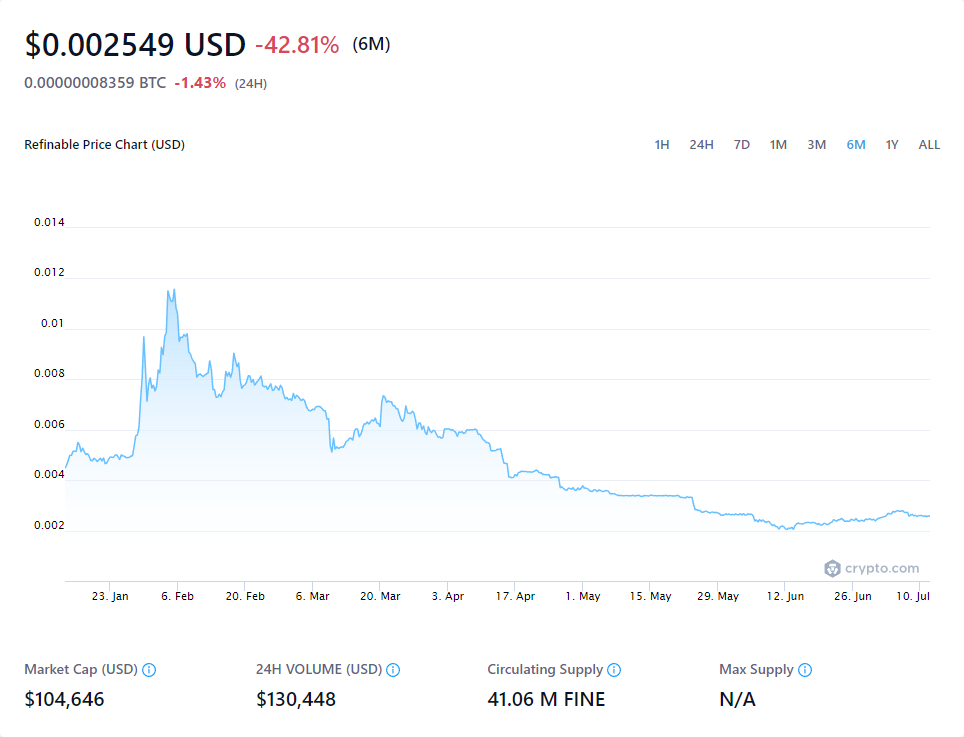 $0.002549 USD -42.81% (6M)
0.00000008359 BTC -1.43% (24H)
Refinable Price Chart (USD) 1H 24H 7D 1M 3M 6M 1Y ALL
0.014
0.012
0.01
0.008
0.006
0.004
0.002
crypto.com
23. Jan 6. Feb 20. Feb 6. Mar 20. Mar 3. Apr 17. Apr 1. May 15. May 29. May 12. Jun 26. Jun 10. Jul
Market Cap (USD) 24H VOLUME (USD) Circulating Supply Max Supply
$104,646 $130,448 41.06 M FINE N/A